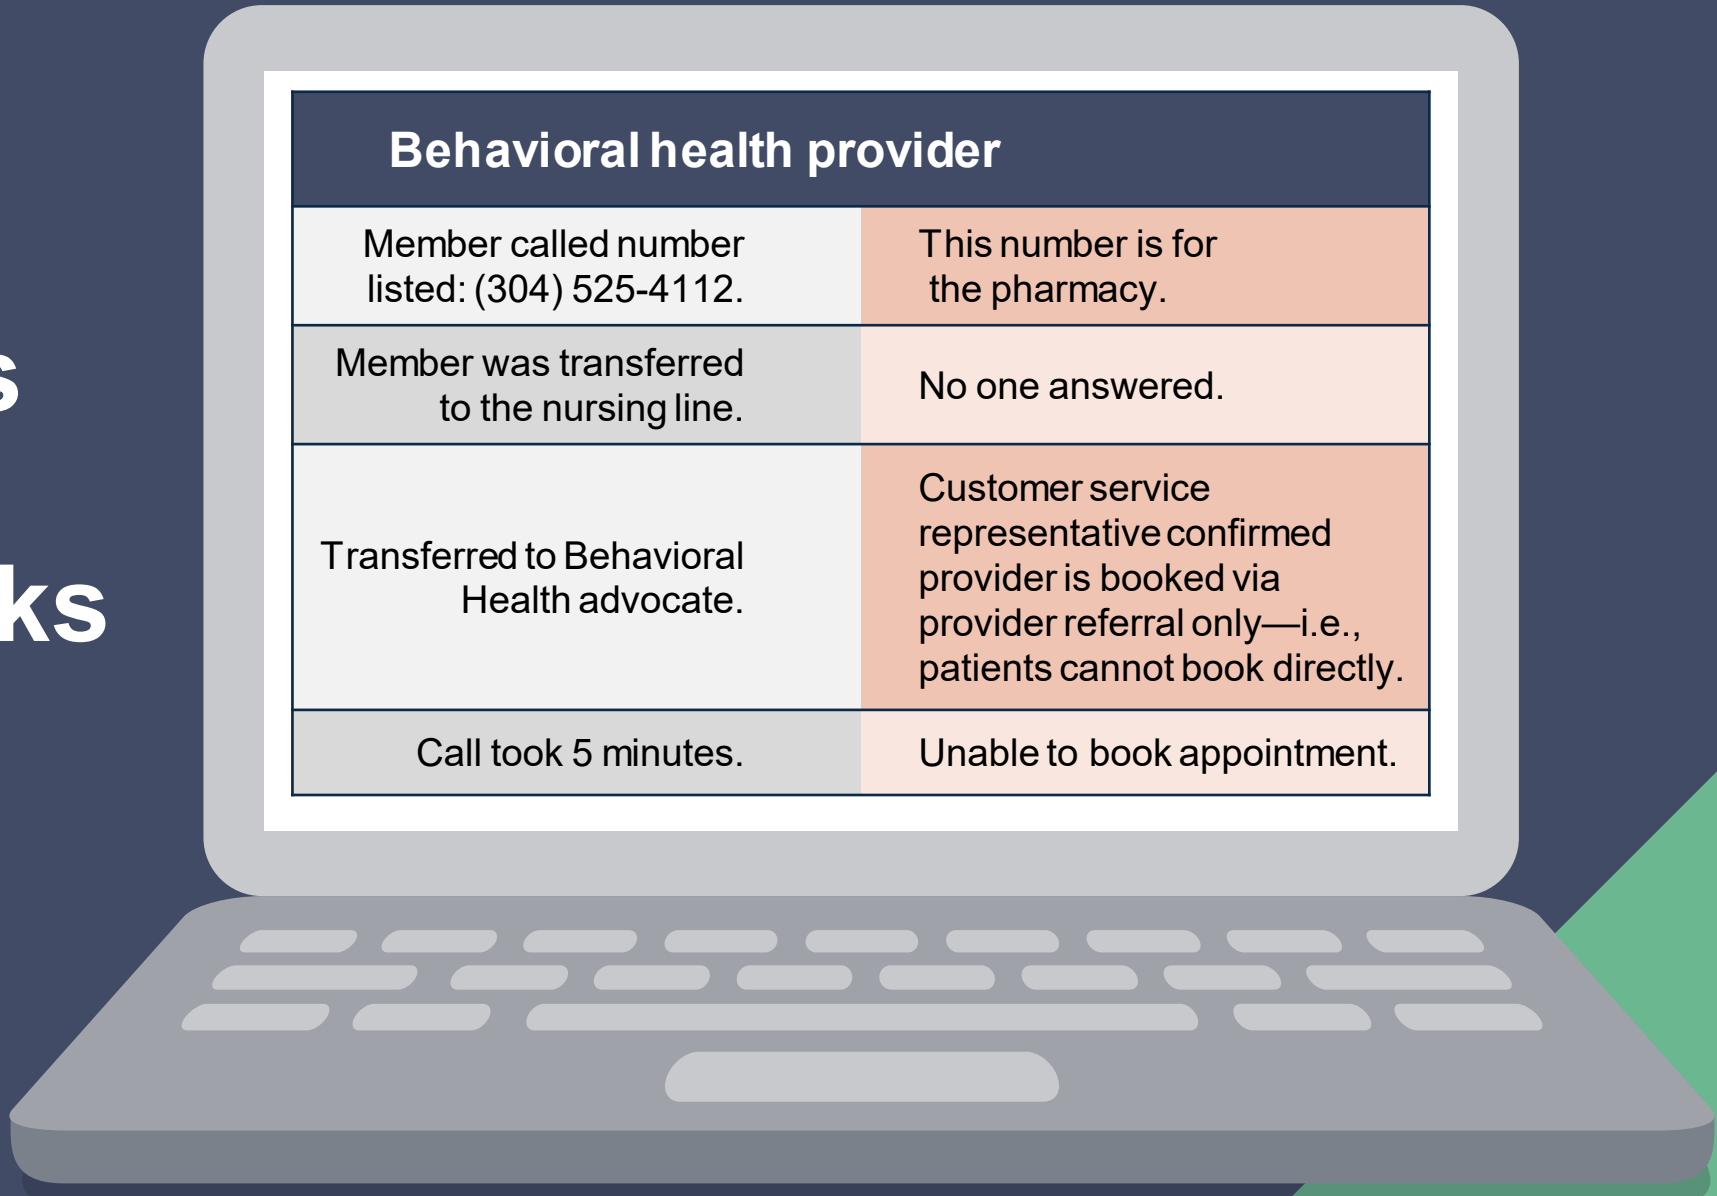 s
ks
Behavioral health provider
Member called number
listed: (304) 525-4112.
This number is for
the pharmacy.
Member was transferred
to the nursing line.
No one answered.
Transferred to Behavioral
Health advocate.
Customer service
representative confirmed
provider is booked via
provider referral only—i.e.,
patients cannot book directly.
Call took 5 minutes.
Unable to book appointment.